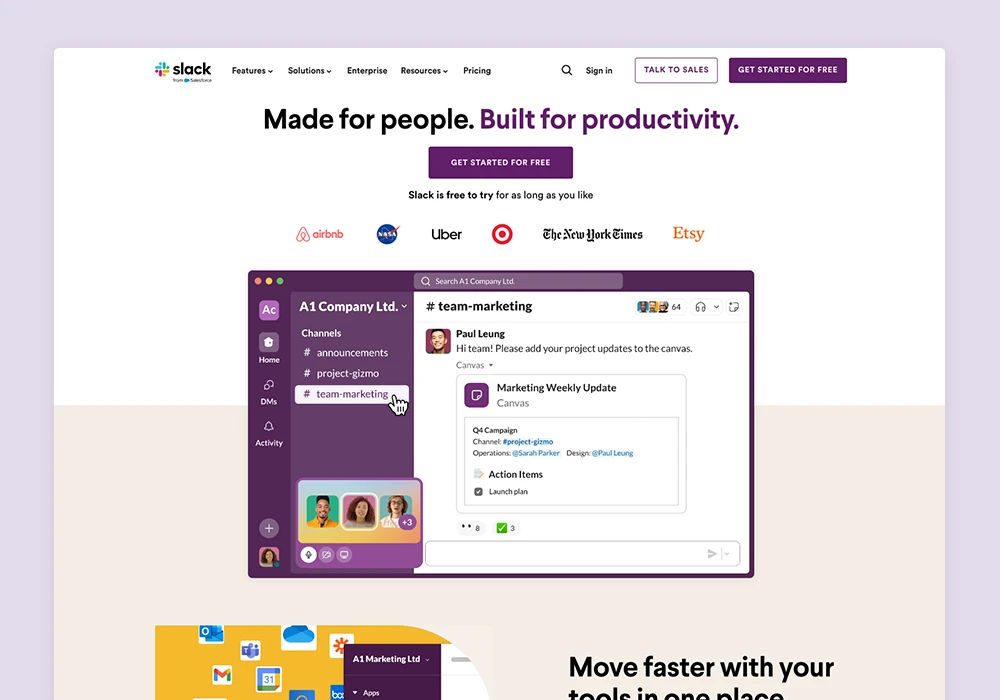 slack
from Salesforce
Features
Solutions
Enterprise
Resources
Pricing
Sign in
TALK TO SALES
GET STARTED FOR FREE
Made for people. Built for productivity.
GET STARTED FOR FREE
Slack is free to try for as long as you like
airbnb
NASA
Uber
The New York Times
Etsy
Search A1 Company Ltd.
Ac
Home
DMs
Activity
A1 Company Ltd.
Channels
# announcements
# project-gizmo
# team-marketing
+3
# team-marketing
64
Paul Leung
Hi team! Please add your project updates to the canvas.
Canvas
Marketing Weekly Update
Canvas
Q4 Campaign
Channel: #project-gizmo
Operations: @Sarah Parker Design: @Paul Leung
Action Items
Launch plan
8
3
31
A1 Marketing Ltd
Apps
Move faster with your
tools in one place